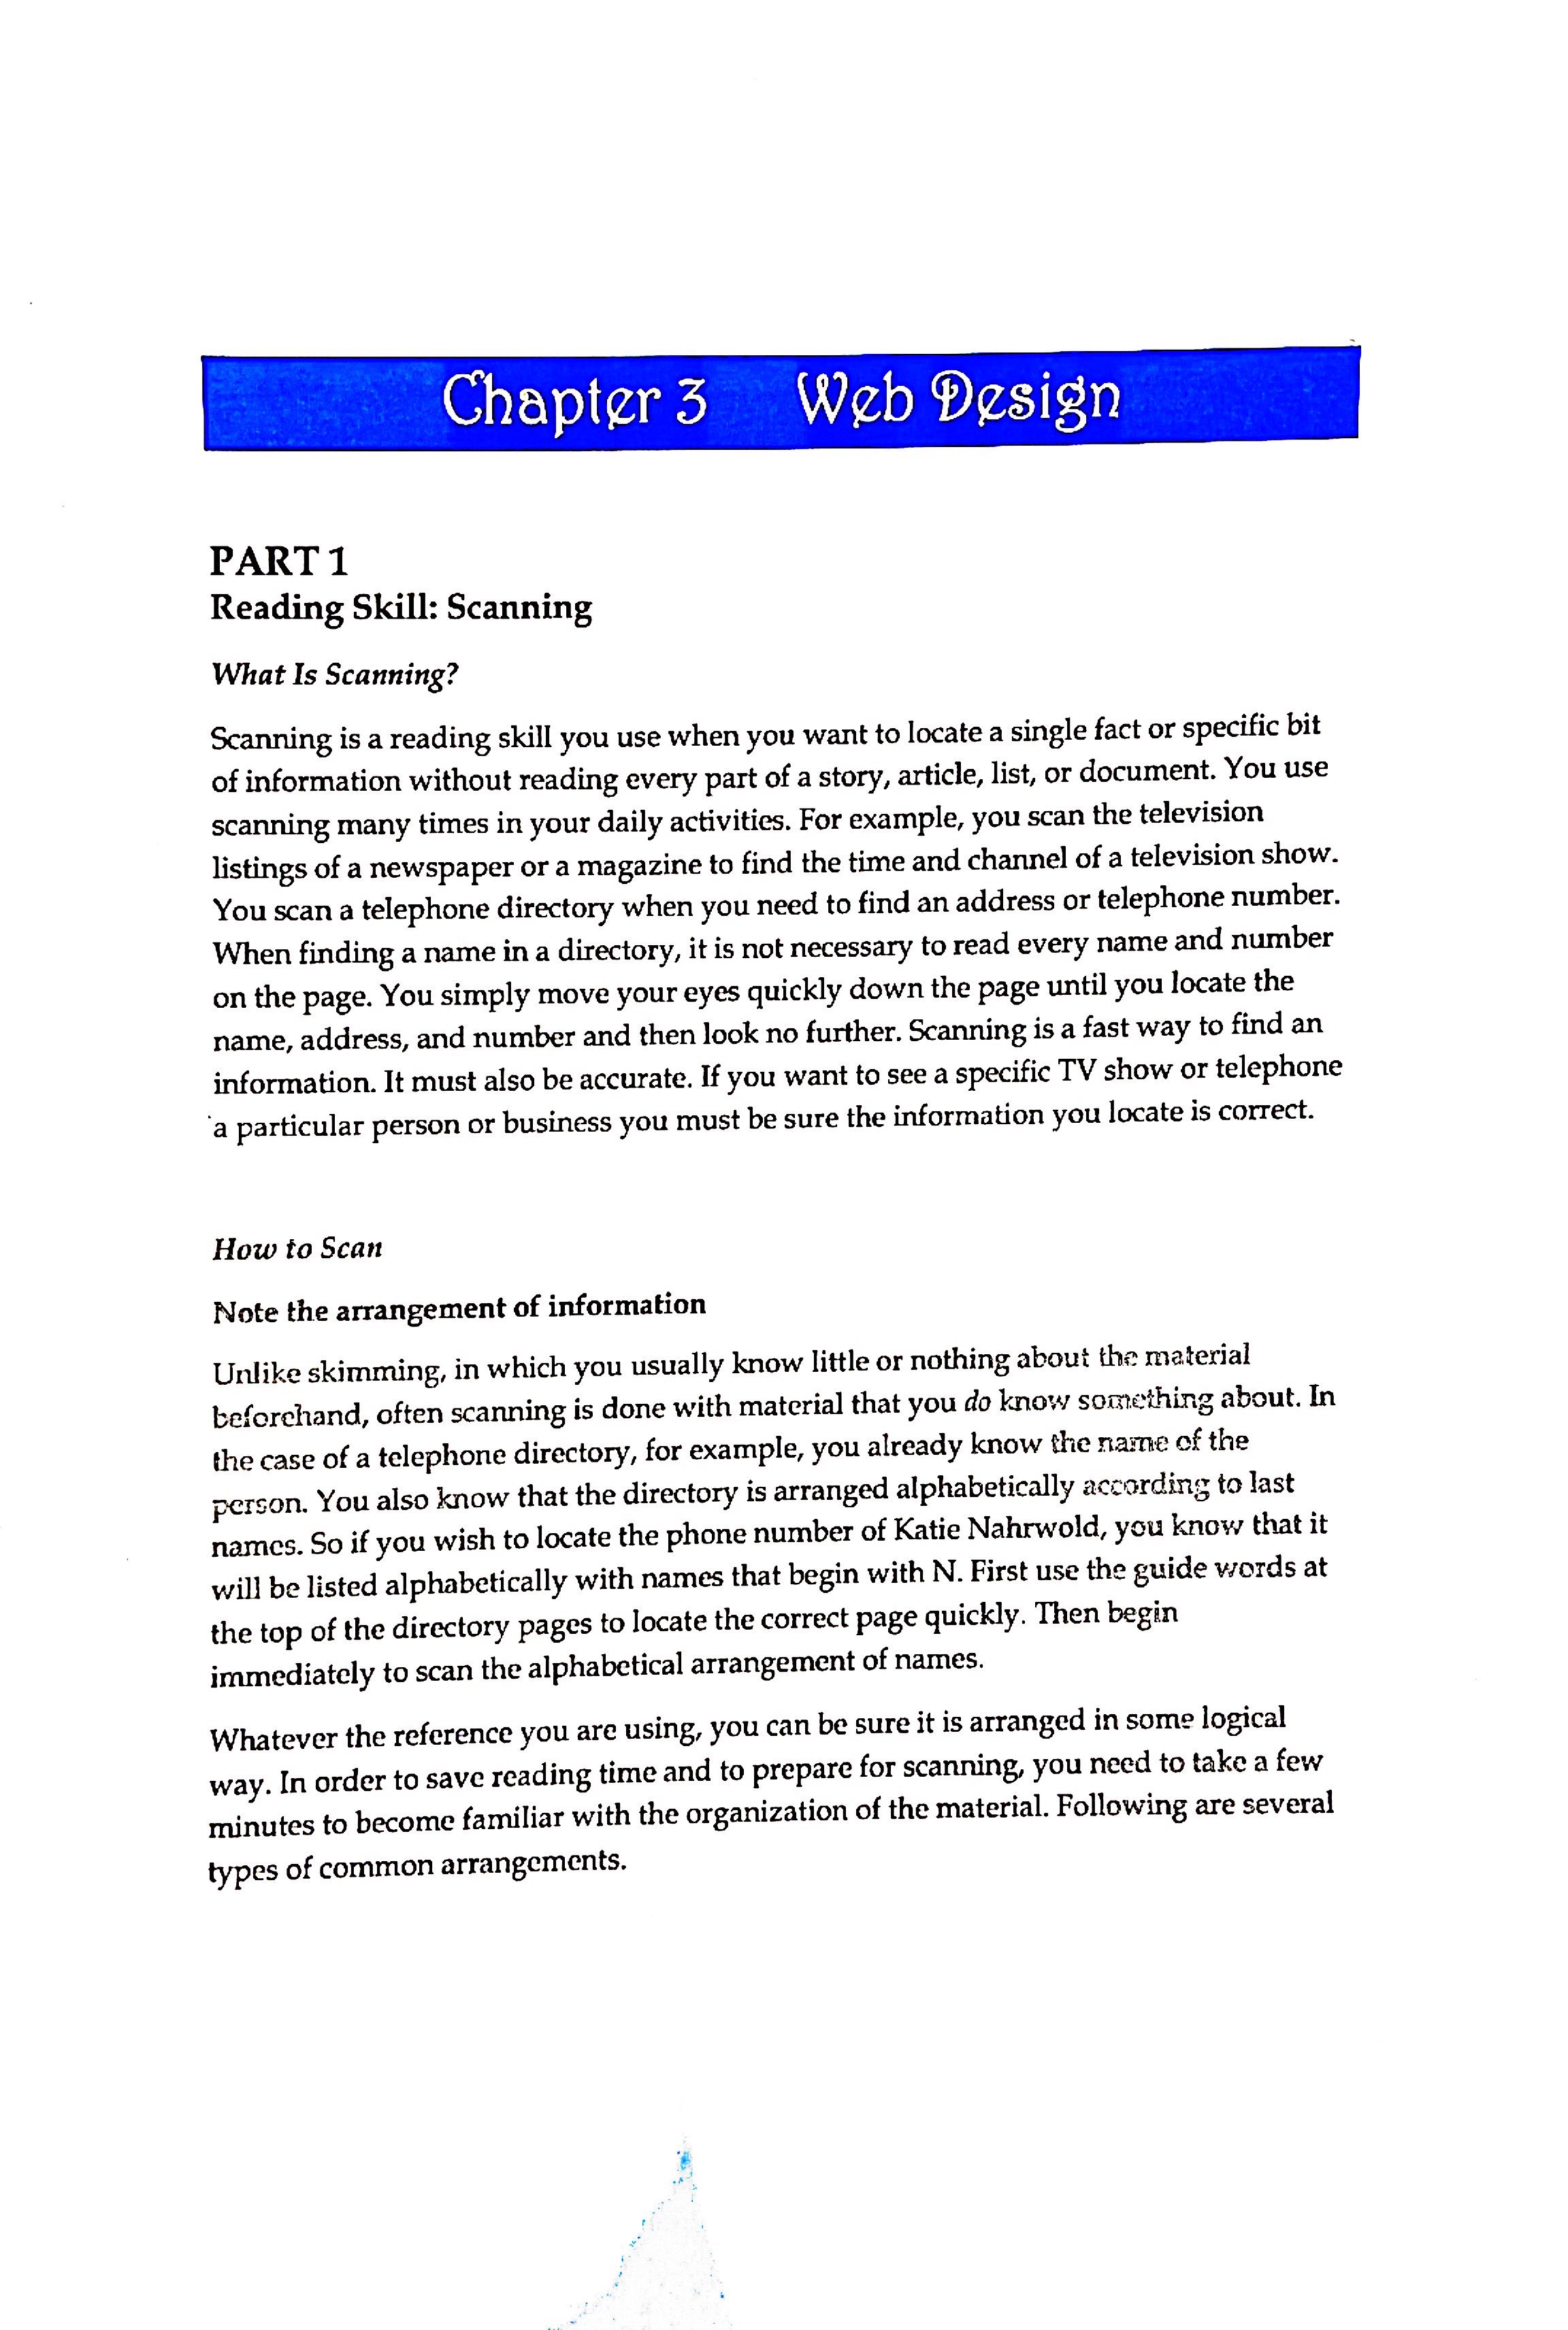 Chapter 3 Web Design
PART 1
Reading Skill: Scanning
What Is Scanning?
Scanning is a reading skill you use when you want to locate a single fact or specific bit
of information without reading every part of a story, article, list, or document. You use
scanning many times in your daily activities. For example, you scan the television
listings of a newspaper or a magazine to find the time and channel of a television show.
You scan a telephone directory when you need to find an address or telephone number.
When finding a name in a directory, it is not necessary to read every name and number
on the page. You simply move your eyes quickly down the page until you locate the
name, address, and number and then look no further. Scanning is a fast way to find an
information. It must also be accurate. If you want to see a specific TV show or telephone
a particular person or business you must be sure the information you locate is correct.
How to Scan
Note the arrangement of information
Unlike skimming, in which you usually know little or nothing about the material
beforehand, often scanning is done with material that you do know something about. In
the case of a telephone directory, for example, you already know the name of the
person. You also know that the directory is arranged alphabetically according to last
names. So if you wish to locate the phone number of Katie Nahrwold, you know that it
will be listed alphabetically with names that begin with N. First use the guide words at
the top of the directory pages to locate the correct page quickly. Then begin
immediately to scan the alphabetical arrangement of names.
Whatever the reference you are using, you can be sure it is arranged in some logical
way. In order to save reading time and to prepare for scanning, you need to take a few
minutes to become familiar with the organization of the material. Following are several
types of common arrangements.